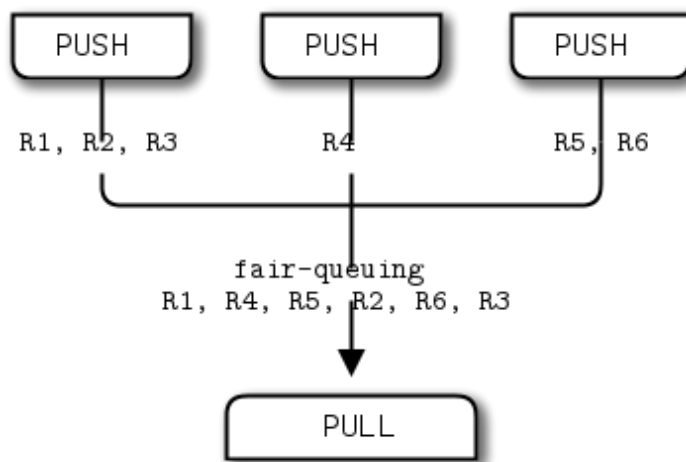 PUSH PUSH PUSH
R1, R2, R3 R4 R5, R6
fair-queuing
R1, R4, R5, R2, R6, R3
PULL